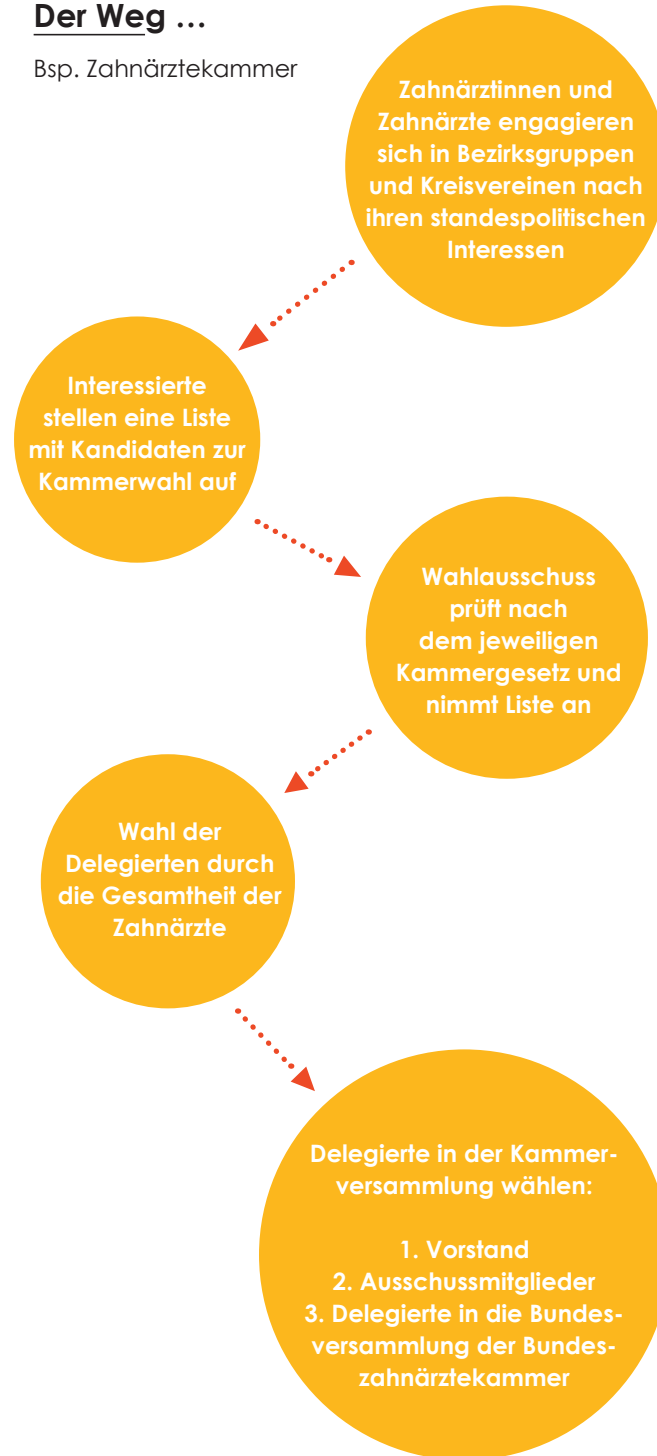 Der Weg …
Bsp. Zahnärztekammer
Zahnärztinnen und
Zahnärzte engagieren
sich in Bezirksgruppen
und Kreisvereinen nach
ihren standespolitischen
Interessen
Interessierte
stellen eine Liste
mit Kandidaten zur
Kammerwahl auf
Wahlausschuss
prüft nach
dem jeweiligen
Kammergesetz und
nimmt Liste an
Wahl der
Delegierten durch
die Gesamtheit der
Zahnärzte
Delegierte in der Kammer-
versammlung wählen:
1. Vorstand
2. Ausschussmitglieder
3. Delegierte in die Bundes-
versammlung der Bundes-
zahnärztekammer